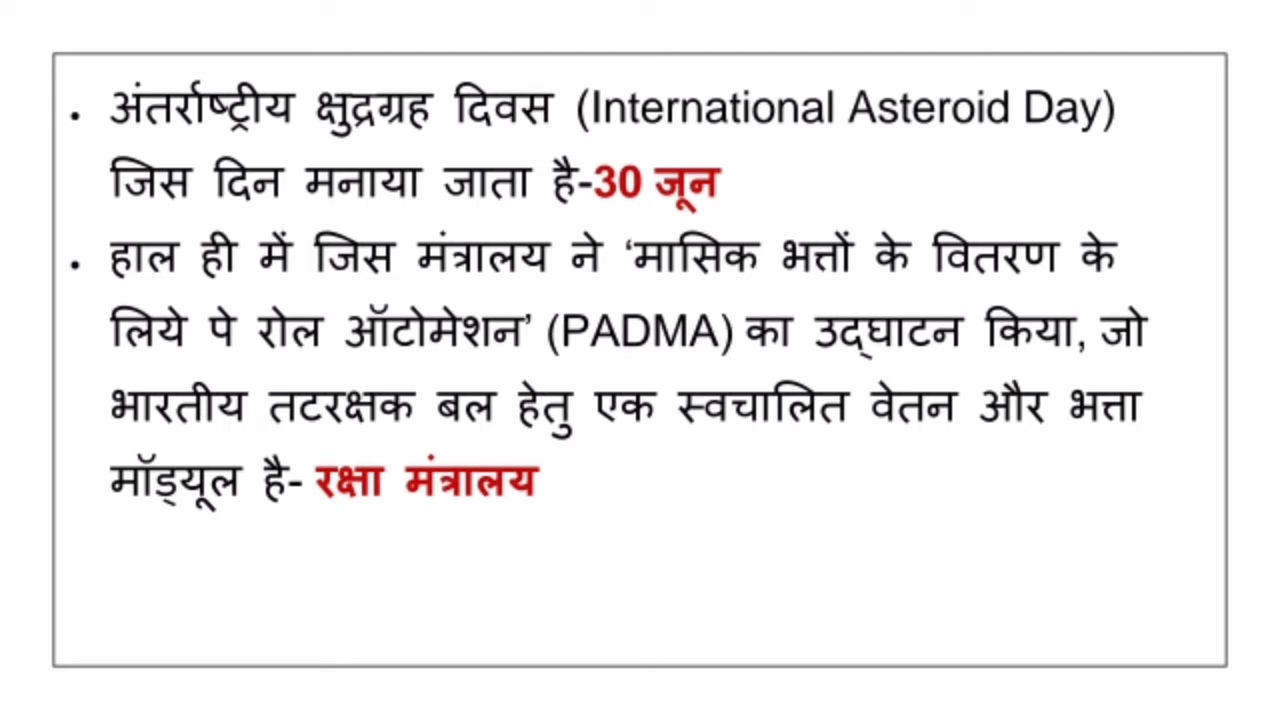 • अंतर्राष्ट्रीय क्षुद्रग्रह दिवस (International Asteroid Day)
जिस दिन मनाया जाता है-30 जून
• हाल ही में जिस मंत्रालय ने ‘मासिक भत्तों के वितरण के
लिये पे रोल ऑटोमेशन’ (PADMA) का उद्घाटन किया, जो
भारतीय तटरक्षक बल हेतु एक स्वचालित वेतन और भत्ता
मॉड्यूल है- रक्षा मंत्रालय